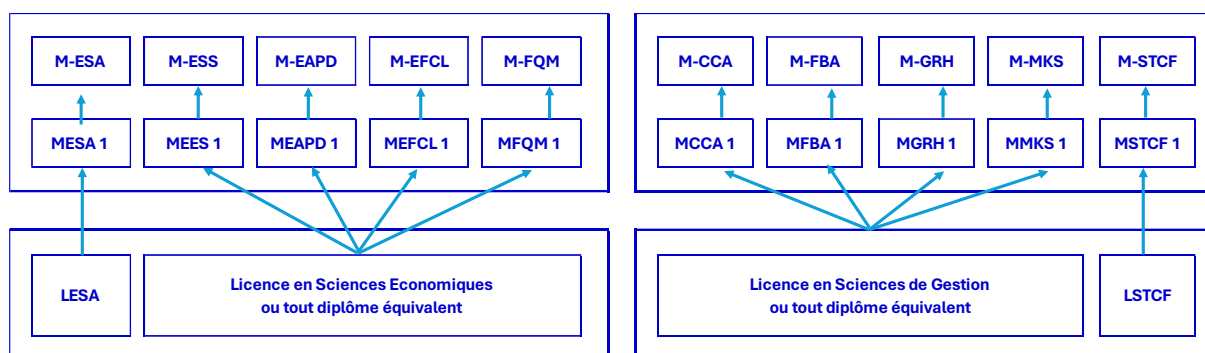 M-ESA
M-ESS
M-EAPD
M-EFCL
M-FQM
MESA 1
MEES 1
MEAPD 1
MEFCL 1
MFQM 1
LESA
Licence en Sciences Economiques
ou tout diplôme équivalent
M-CCA
M-FBA
M-GRH
M-MKS
M-STCF
MCCA 1
MFBA 1
MGRH 1
MMKS 1
MSTCF 1
Licence en Sciences de Gestion
ou tout diplôme équivalent
LSTCF